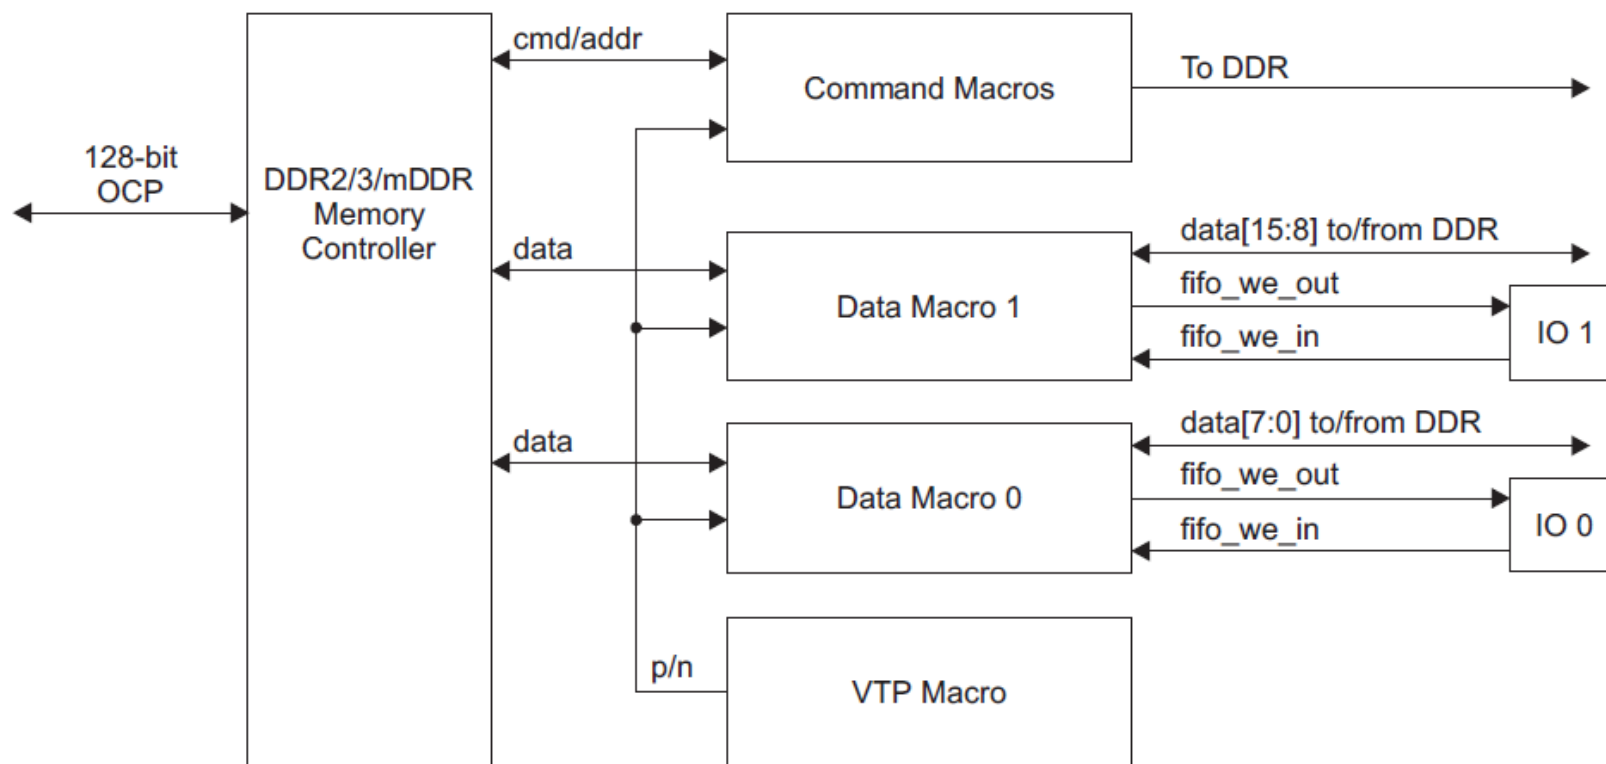 cmd/addr
Command Macros
To DDR
128-bit
OCP
DDR2/3/mDDR
Memory
Controller
data
Data Macro 1
data[15:8] to/from DDR
fifo_we_out
fifo_we_in
IO 1
data
Data Macro 0
data[7:0] to/from DDR
fifo_we_out
fifo_we_in
IO 0
p/n
VTP Macro